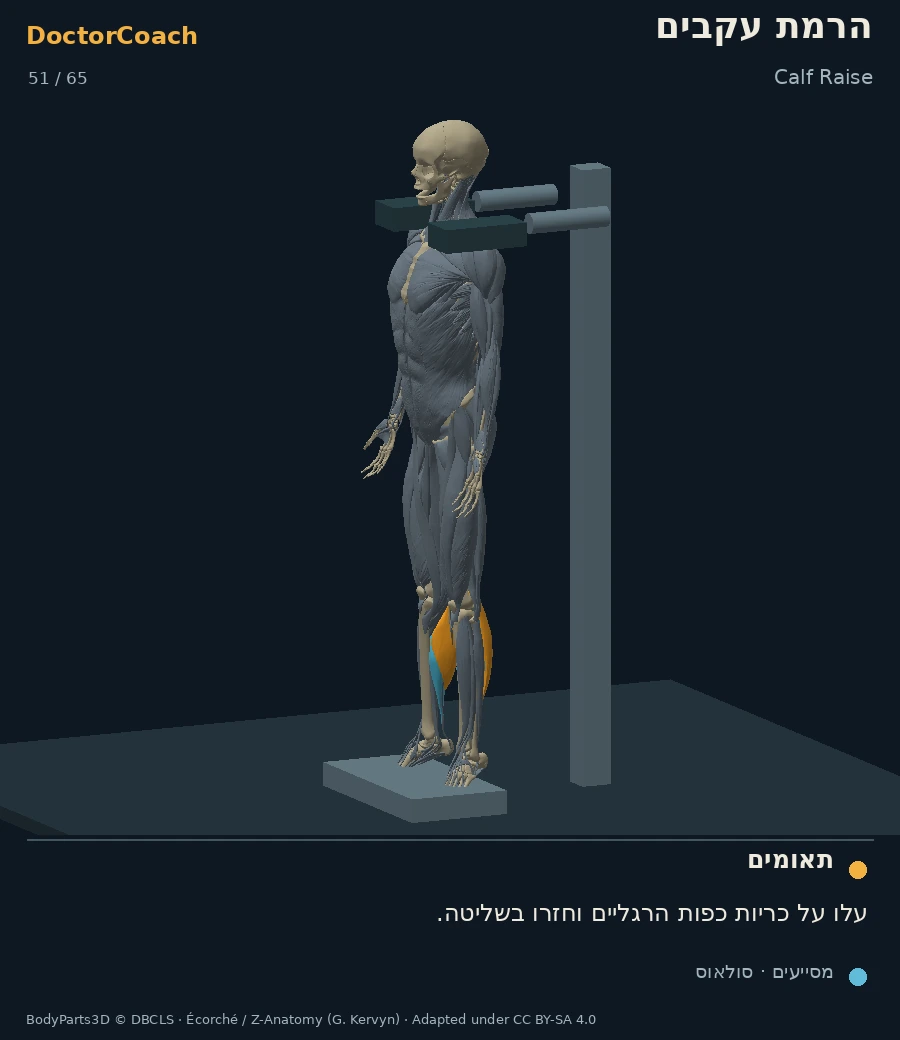 DoctorCoach
הרמת עקבים
51 / 65
Calf Raise
תאומים
עלו על כריות כפות הרגליים וחזרו בשליטה.
מסייעים · סולאוס
BodyParts3D © DBCLS · Écorché / Z-Anatomy (G. Kervyn) · Adapted under CC BY-SA 4.0